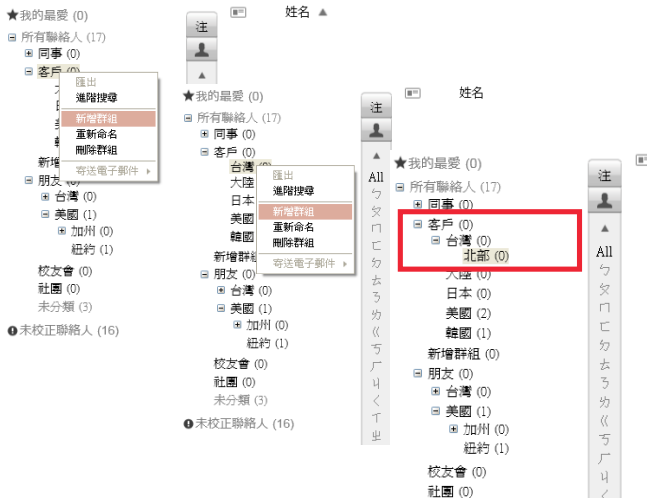 ★我的最愛 (0)
所有聯絡人 (17)
同事 (0)
客戶 (0)
匯出
進階搜尋
新增群組
重新命名
刪除群組
寄送電子郵件
朋友 (0)
台灣 (0)
美國 (1)
加州 (0)
紐約 (1)
校友會 (0)
社團 (0)
未分類 (3)
未校正聯絡人 (16)
姓名 ▲
注
▲
★我的最愛 (0)
所有聯絡人 (17)
同事 (0)
客戶 (0)
台灣 (0)
大陸
日本
美國
韓國
匯出
進階搜尋
新增群組
重新命名
刪除群組
寄送電子郵件
新增群組
朋友 (0)
台灣 (0)
美國 (1)
加州 (0)
紐約 (1)
校友會 (0)
社團 (0)
未分類 (3)
未校正聯絡人 (16)
姓名
注
▲
All
ㄅ
ㄆ
ㄇ
ㄈ
ㄉ
ㄊ
ㄋ
ㄌ
ㄍ
ㄎ
ㄏ
ㄐ
ㄑ
ㄒ
ㄓ
★我的最愛 (0)
所有聯絡人 (17)
同事 (0)
客戶 (0)
台灣 (0)
北部 (0)
大陸 (0)
日本 (0)
美國 (2)
韓國 (1)
新增群組 (0)
朋友 (0)
台灣 (0)
美國 (1)
加州 (0)
紐約 (1)
校友會 (0)
社團 (0)
注
▲
All
ㄅ
ㄆ
ㄇ
ㄈ
ㄉ
ㄊ
ㄋ
ㄌ
ㄍ
ㄎ
ㄏ
ㄐ
ㄑ